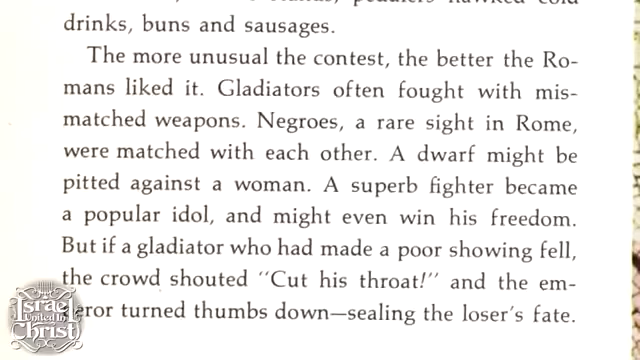 drinks, buns and sausages.
The more unusual the contest, the better the Ro-
mans liked it. Gladiators often fought with mis-
matched weapons. Negroes, a rare sight in Rome,
were matched with each other. A dwarf might be
pitted against a woman. A superb fighter became
a popular idol, and might even win his freedom.
But if a gladiator who had made a poor showing fell,
the crowd shouted "Cut his throat!" and the em-
peror turned thumbs down—sealing the loser's fate.
Israel
United In
Christ